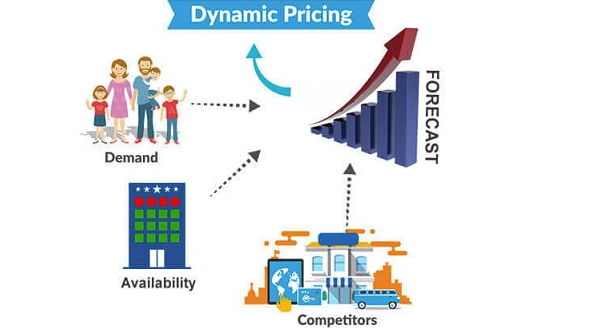 Dynamic Pricing
FORECAST
Demand
Availability
Competitors